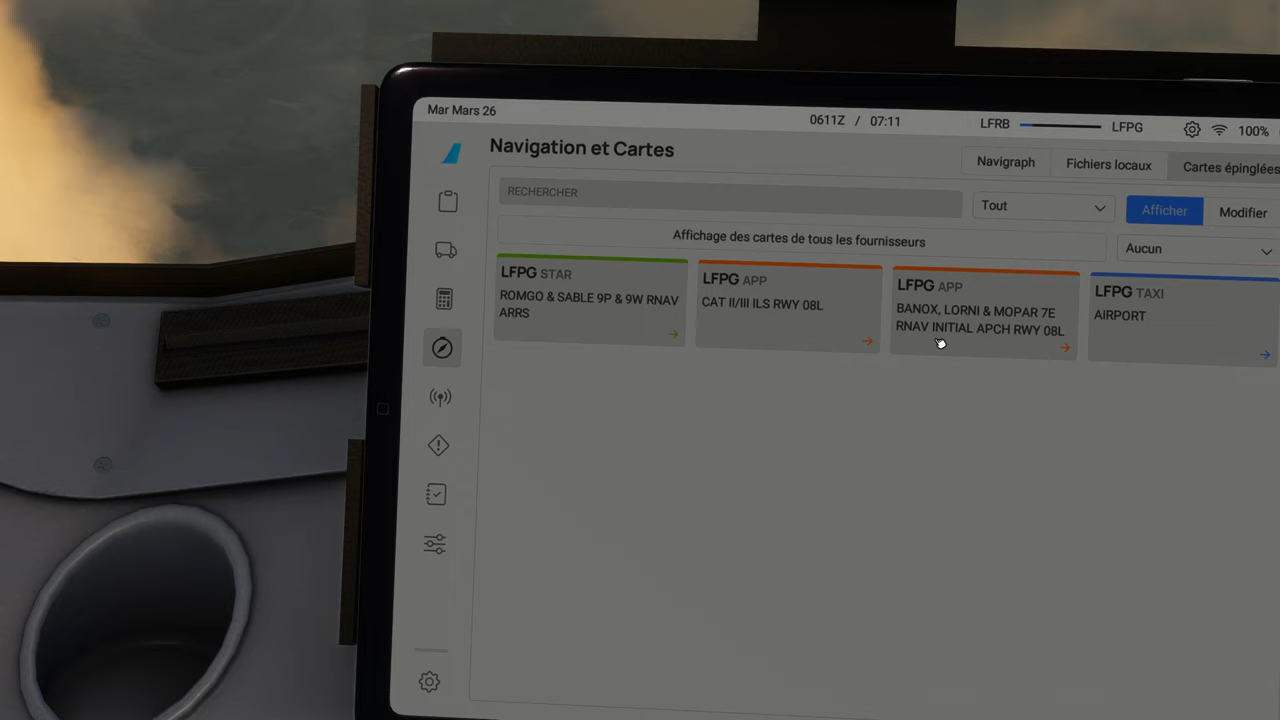 Mar Mars 26
0611Z / 07:11
LFRB LFPG
100%
Navigation et Cartes
Navigraph
Fichiers locaux
Cartes épinglées
RECHERCHER
Tout
Afficher
Modifier
Affichage des cartes de tous les fournisseurs
Aucun
LFPG STAR
ROMGO & SABLE 9P & 9W RNAV
ARRS
LFPG APP
CAT II/III ILS RWY 08L
LFPG APP
BANOX, LORNI & MOPAR 7E
RNAV INITIAL APCH RWY 08L
LFPG TAXI
AIRPORT